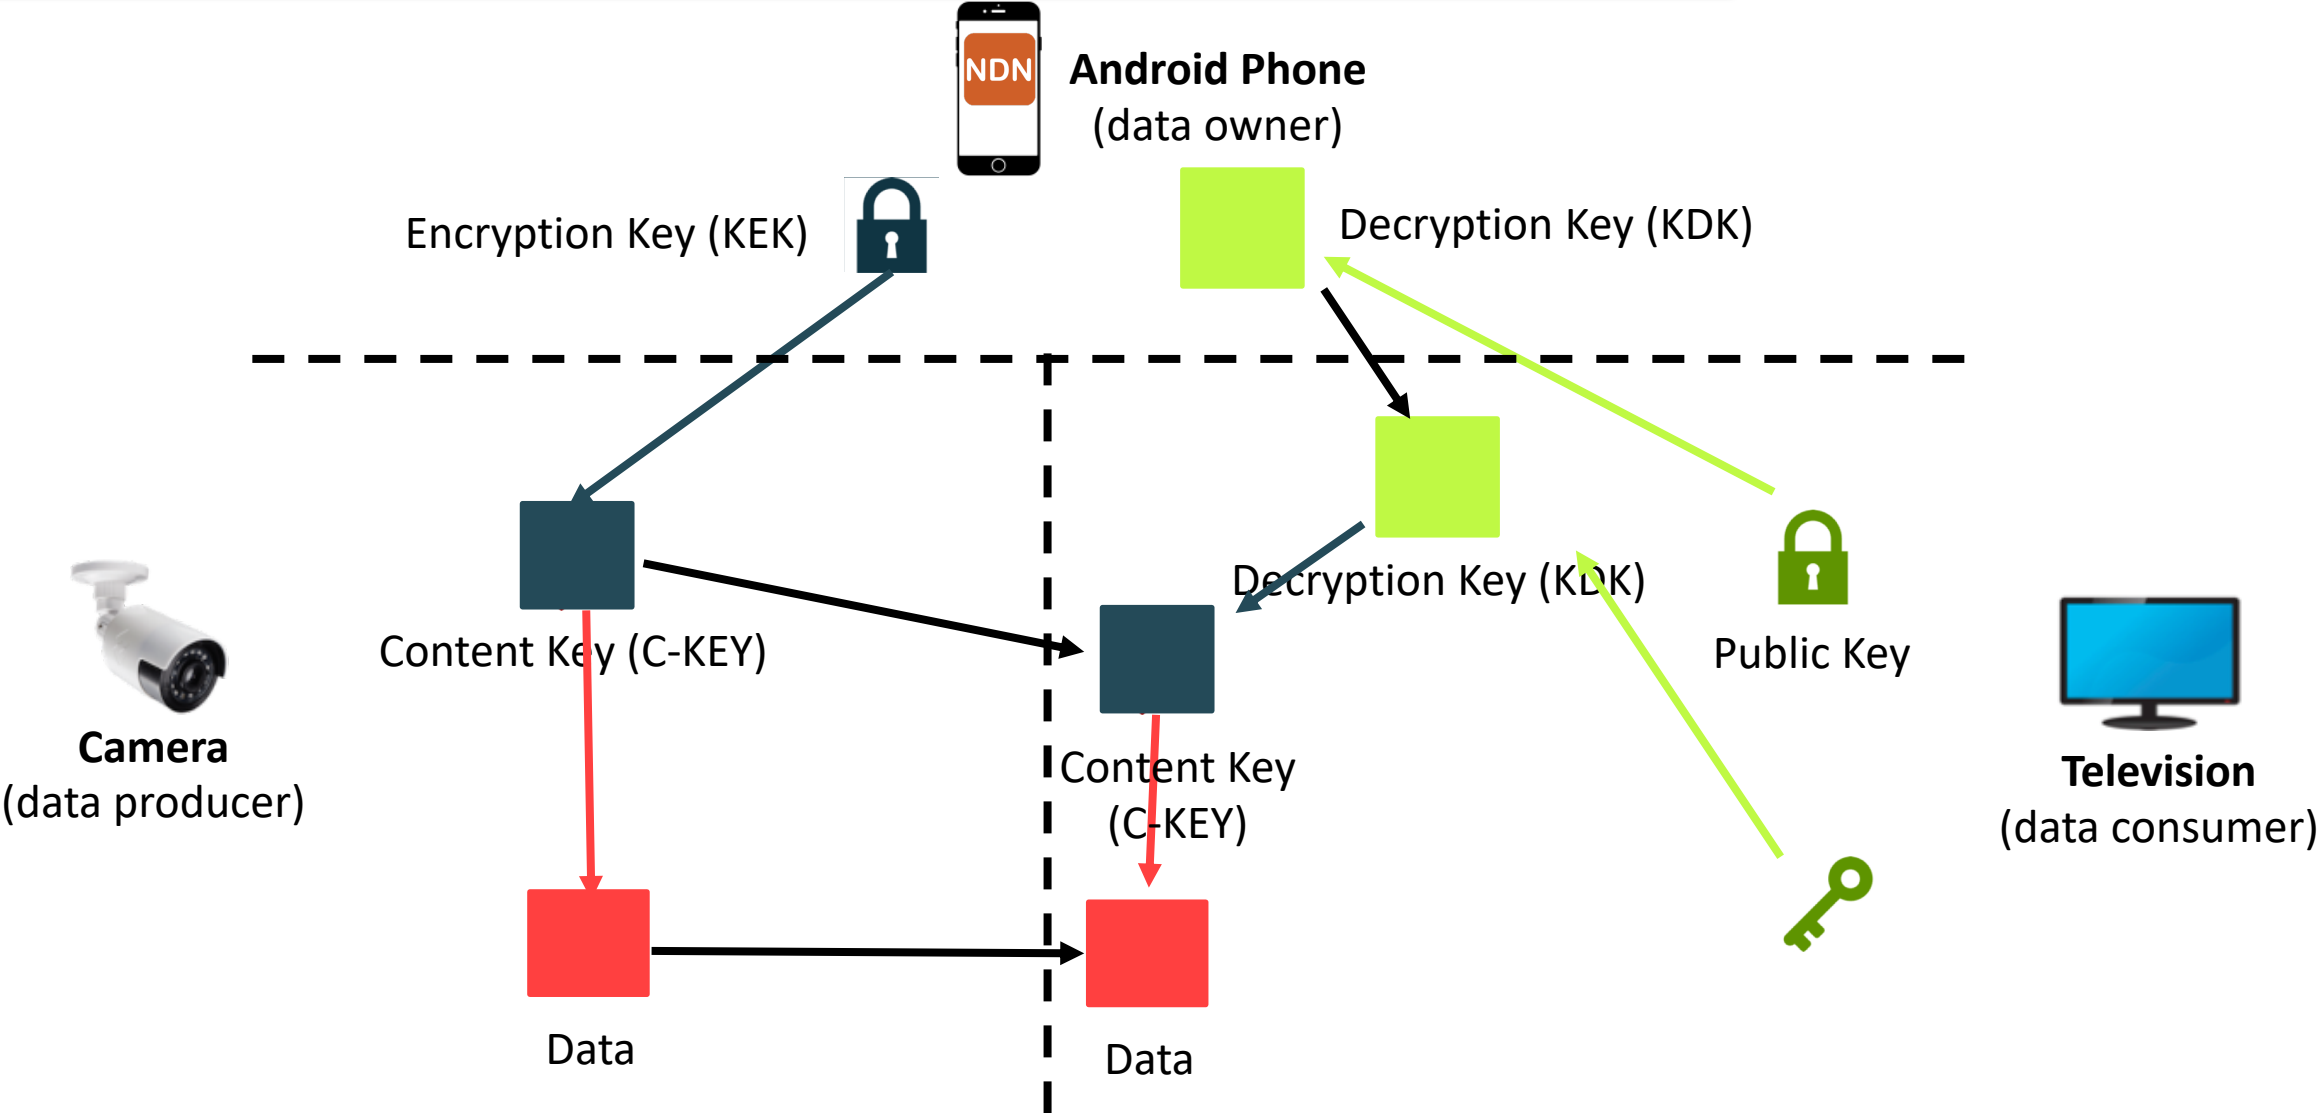 NDN
Android Phone
(data owner)
Encryption Key (KEK)
Decryption Key (KDK)
Decryption Key (KDK)
Content Key (C-KEY)
Public Key
Camera
(data producer)
Content Key
(C-KEY)
Television
(data consumer)
Data
Data